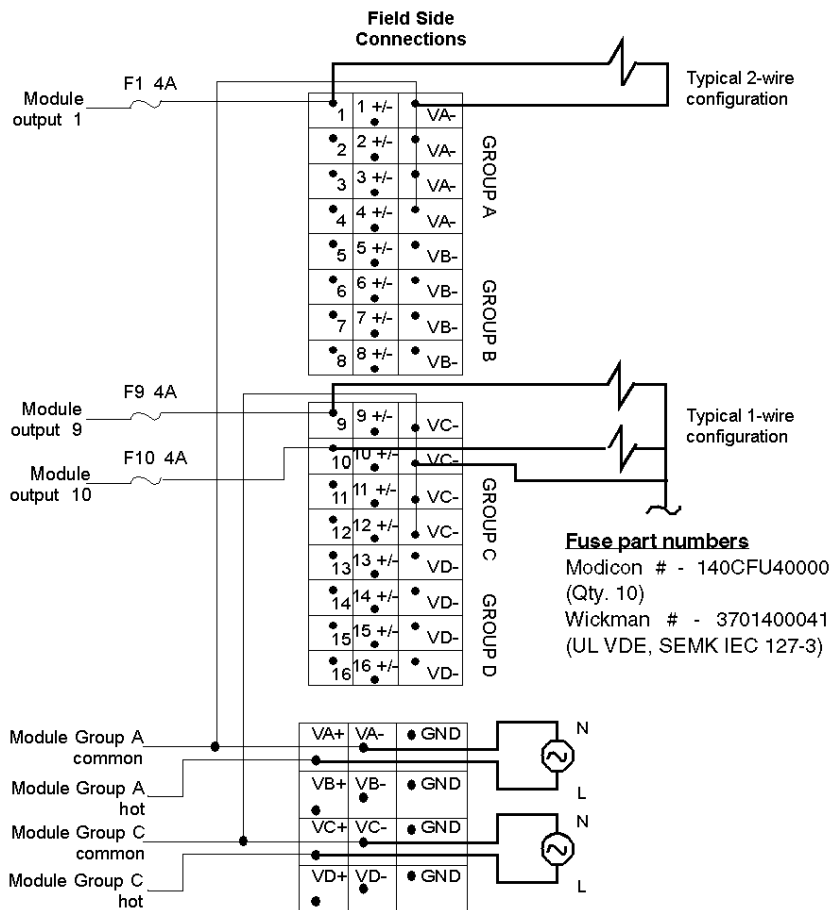 Field Side
Connections
F1 4A
Module
output 1
Typical 2-wire
configuration
1 1 +/- VA-
2 2 +/- VA-
3 3 +/- VA-
4 4 +/- VA-
GROUP A
5 5 +/- VB-
6 6 +/- VB-
7 7 +/- VB-
8 8 +/- VB-
GROUP B
F9 4A
Module
output 9
F10 4A
Module
output 10
Typical 1-wire
configuration
9 9 +/- VC-
10 10 +/- VC-
11 11 +/- VC-
12 12 +/- VC-
GROUP C
13 13 +/- VD-
14 14 +/- VD-
15 15 +/- VD-
16 16 +/- VD-
GROUP D
Fuse part numbers
Modicon # - 140CFU40000
(Qty. 10)
Wickman # - 3701400041
(UL VDE, SEMK IEC 127-3)
Module Group A
common
Module Group A
hot
Module Group C
common
Module Group C
hot
VA+ VA- GND
VB+ VB- GND
VC+ VC- GND
VD+ VD- GND
N
L
N
L